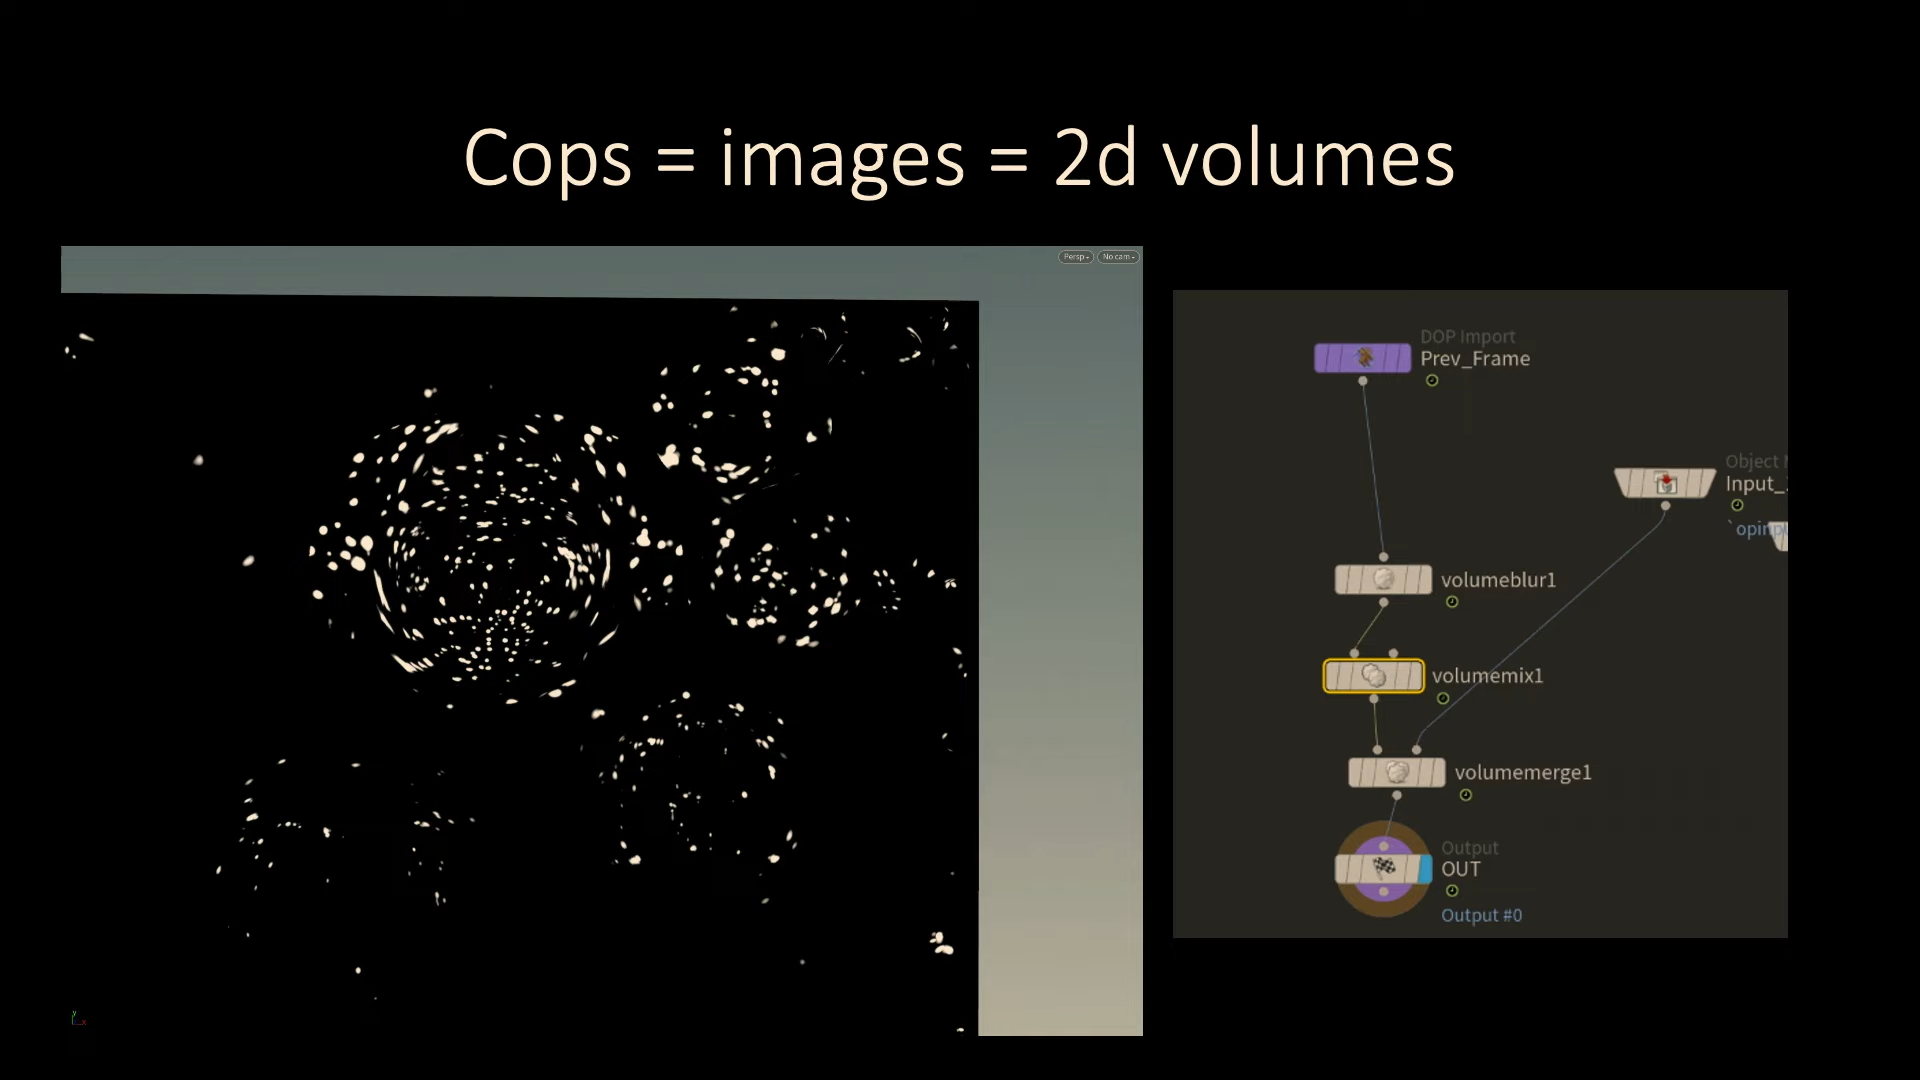 Cops = images = 2d volumes
Persp
No cam
DOP Import
Prev_Frame
Object
Input_
`opinp
volumeblur1
volumemix1
volumemerge1
Output
OUT
Output #0
y
x